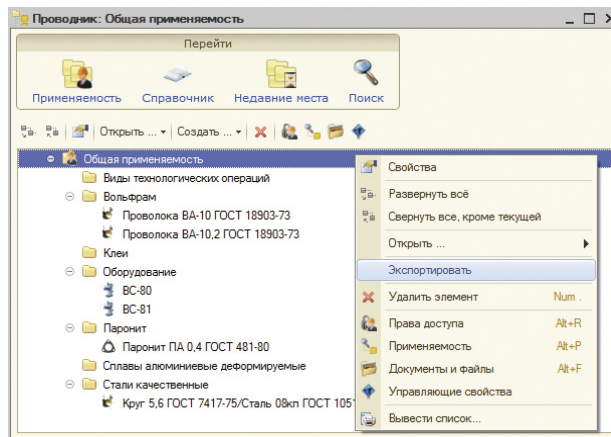 Проводник: Общая применяемость
Перейти
Применяемость Справочник Недавние места Поиск
Открыть ... Создать ...
Общая применяемость
Виды технологических операций
Вольфрам
Проволока ВА-10 ГОСТ 18903-73
Проволока ВА-10,2 ГОСТ 18903-73
Клеи
Оборудование
ВС-80
ВС-81
Паронит
Паронит ПА 0,4 ГОСТ 481-80
Сплавы алюминиевые деформируемые
Стали качественные
Круг 5,6 ГОСТ 7417-75/Сталь 08кп ГОСТ 1051
Свойства
Развернуть всё
Свернуть все, кроме текущей
Открыть ...
Экспортировать
Удалить элемент Num .
Права доступа Alt+R
Применяемость Alt+P
Документы и файлы Alt+F
Управляющие свойства
Вывести список...